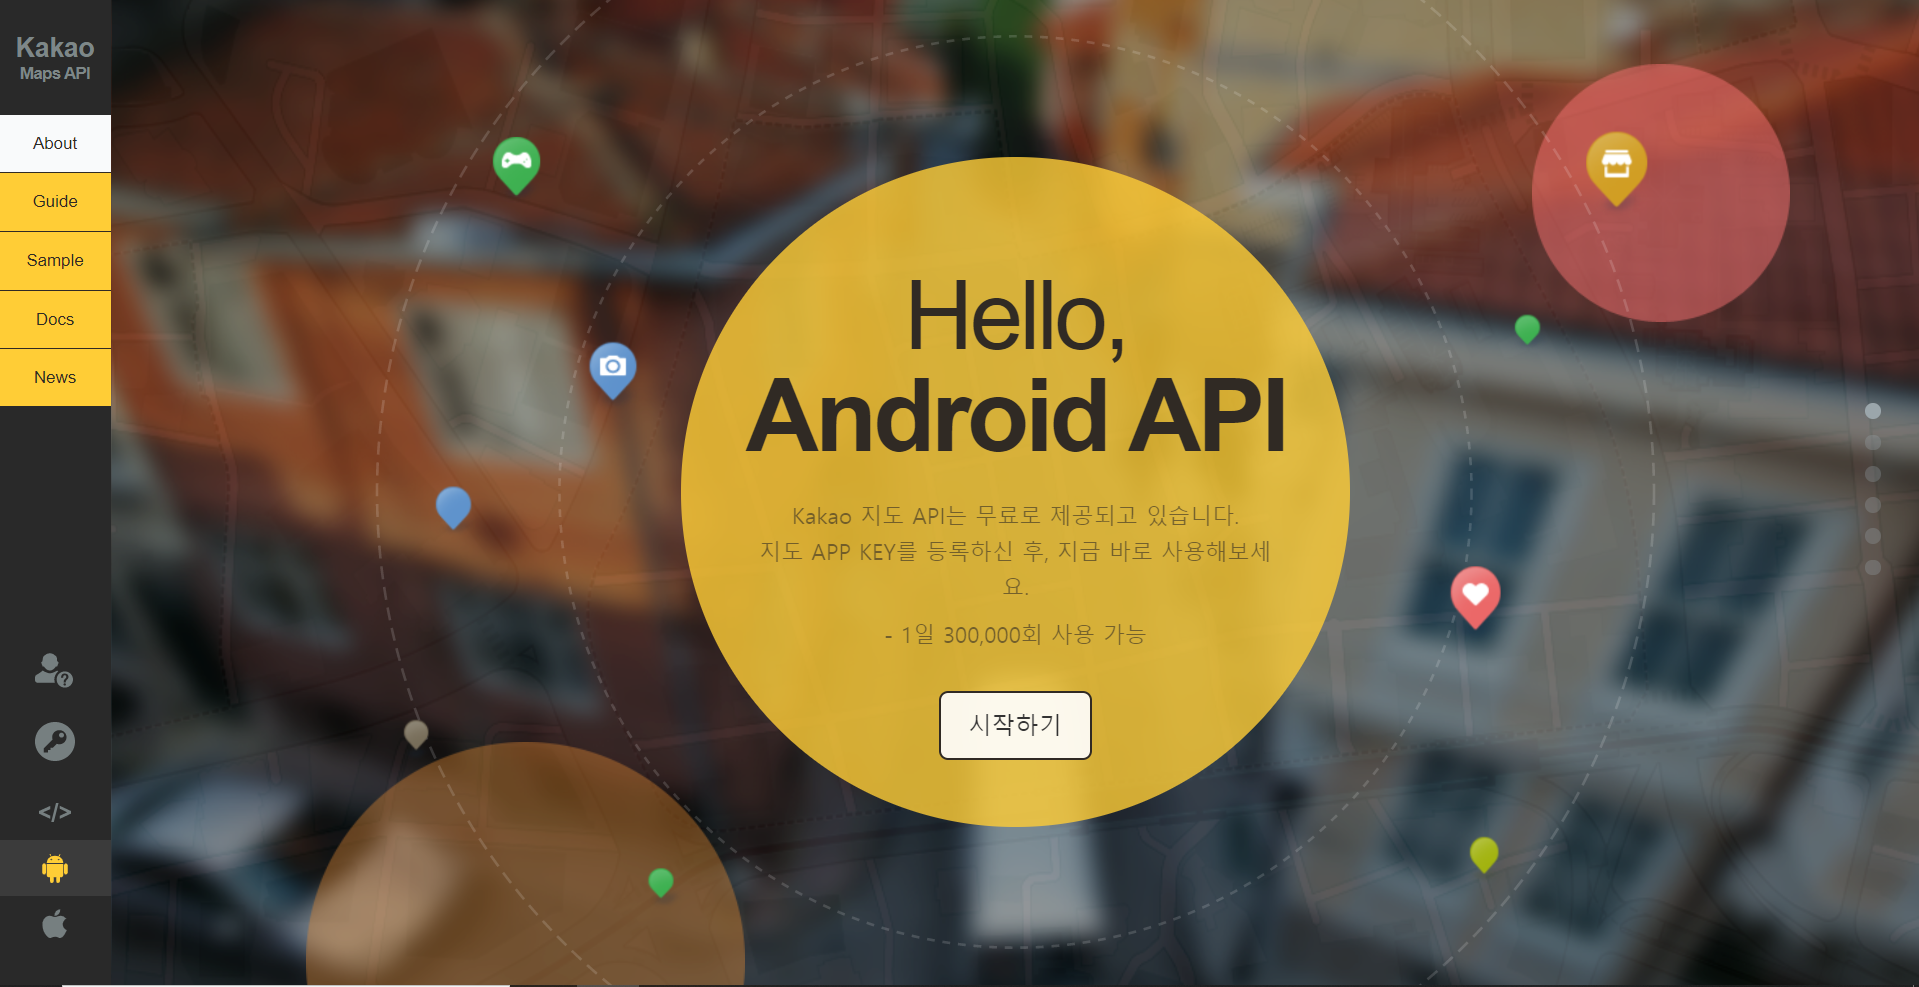 Kakao
Maps API
About
Guide
Sample
Docs
News
Hello,
Android API
Kakao 지도 API는 무료로 제공되고 있습니다.
지도 APP KEY를 등록하신 후, 지금 바로 사용해보세
요.
- 1일 300,000회 사용 가능
시작하기
?
</>